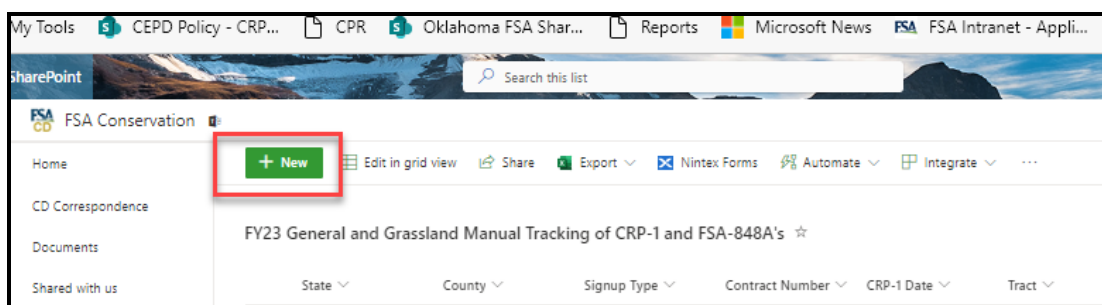 My Tools CEPD Policy - CRP... CPR Oklahoma FSA Shar... Reports Microsoft News FSA FSA Intranet - Appli...
SharePoint Search this list
FSA CD FSA Conservation
Home + New Edit in grid view Share Export Nintex Forms Automate Integrate ...
CD Correspondence
FY23 General and Grassland Manual Tracking of CRP-1 and FSA-848A's
Documents
Shared with us State County Signup Type Contract Number CRP-1 Date Tract